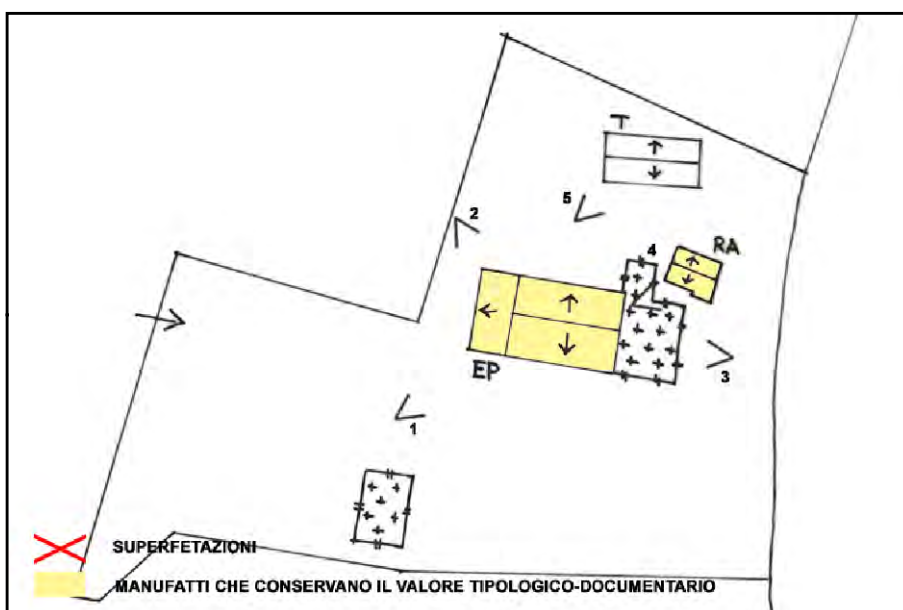 T
5
2
4
RA
EP
3
1
SUPERFETAZIONI
MANUFATTI CHE CONSERVANO IL VALORE TIPOLOGICO-DOCUMENTARIO